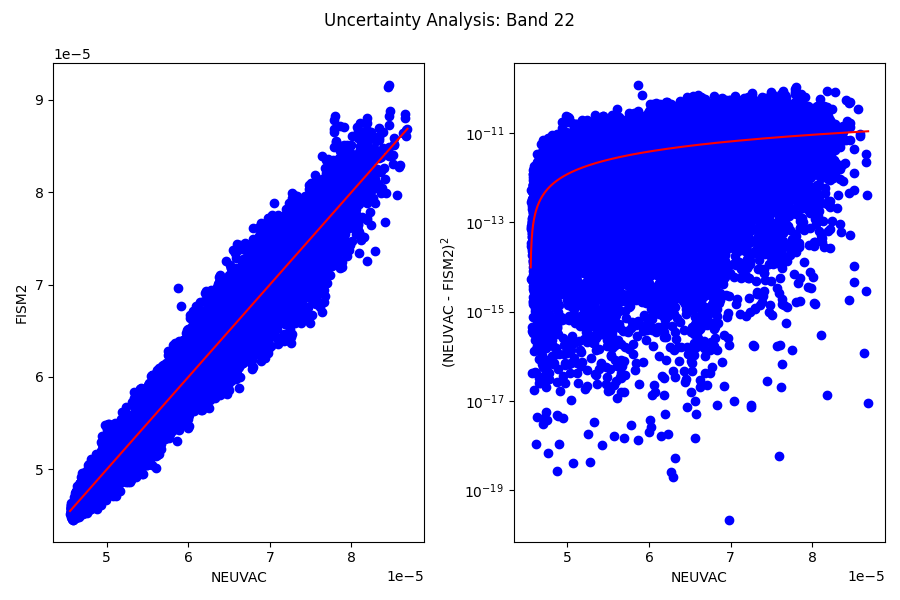 Uncertainty Analysis: Band 22
1e−5
9
8
7
6
5
FISM2
5 6 7 8
1e−5
NEUVAC
10⁻¹¹
10⁻¹³
10⁻¹⁵
10⁻¹⁷
10⁻¹⁹
(NEUVAC - FISM2)²
5 6 7 8
1e−5
NEUVAC